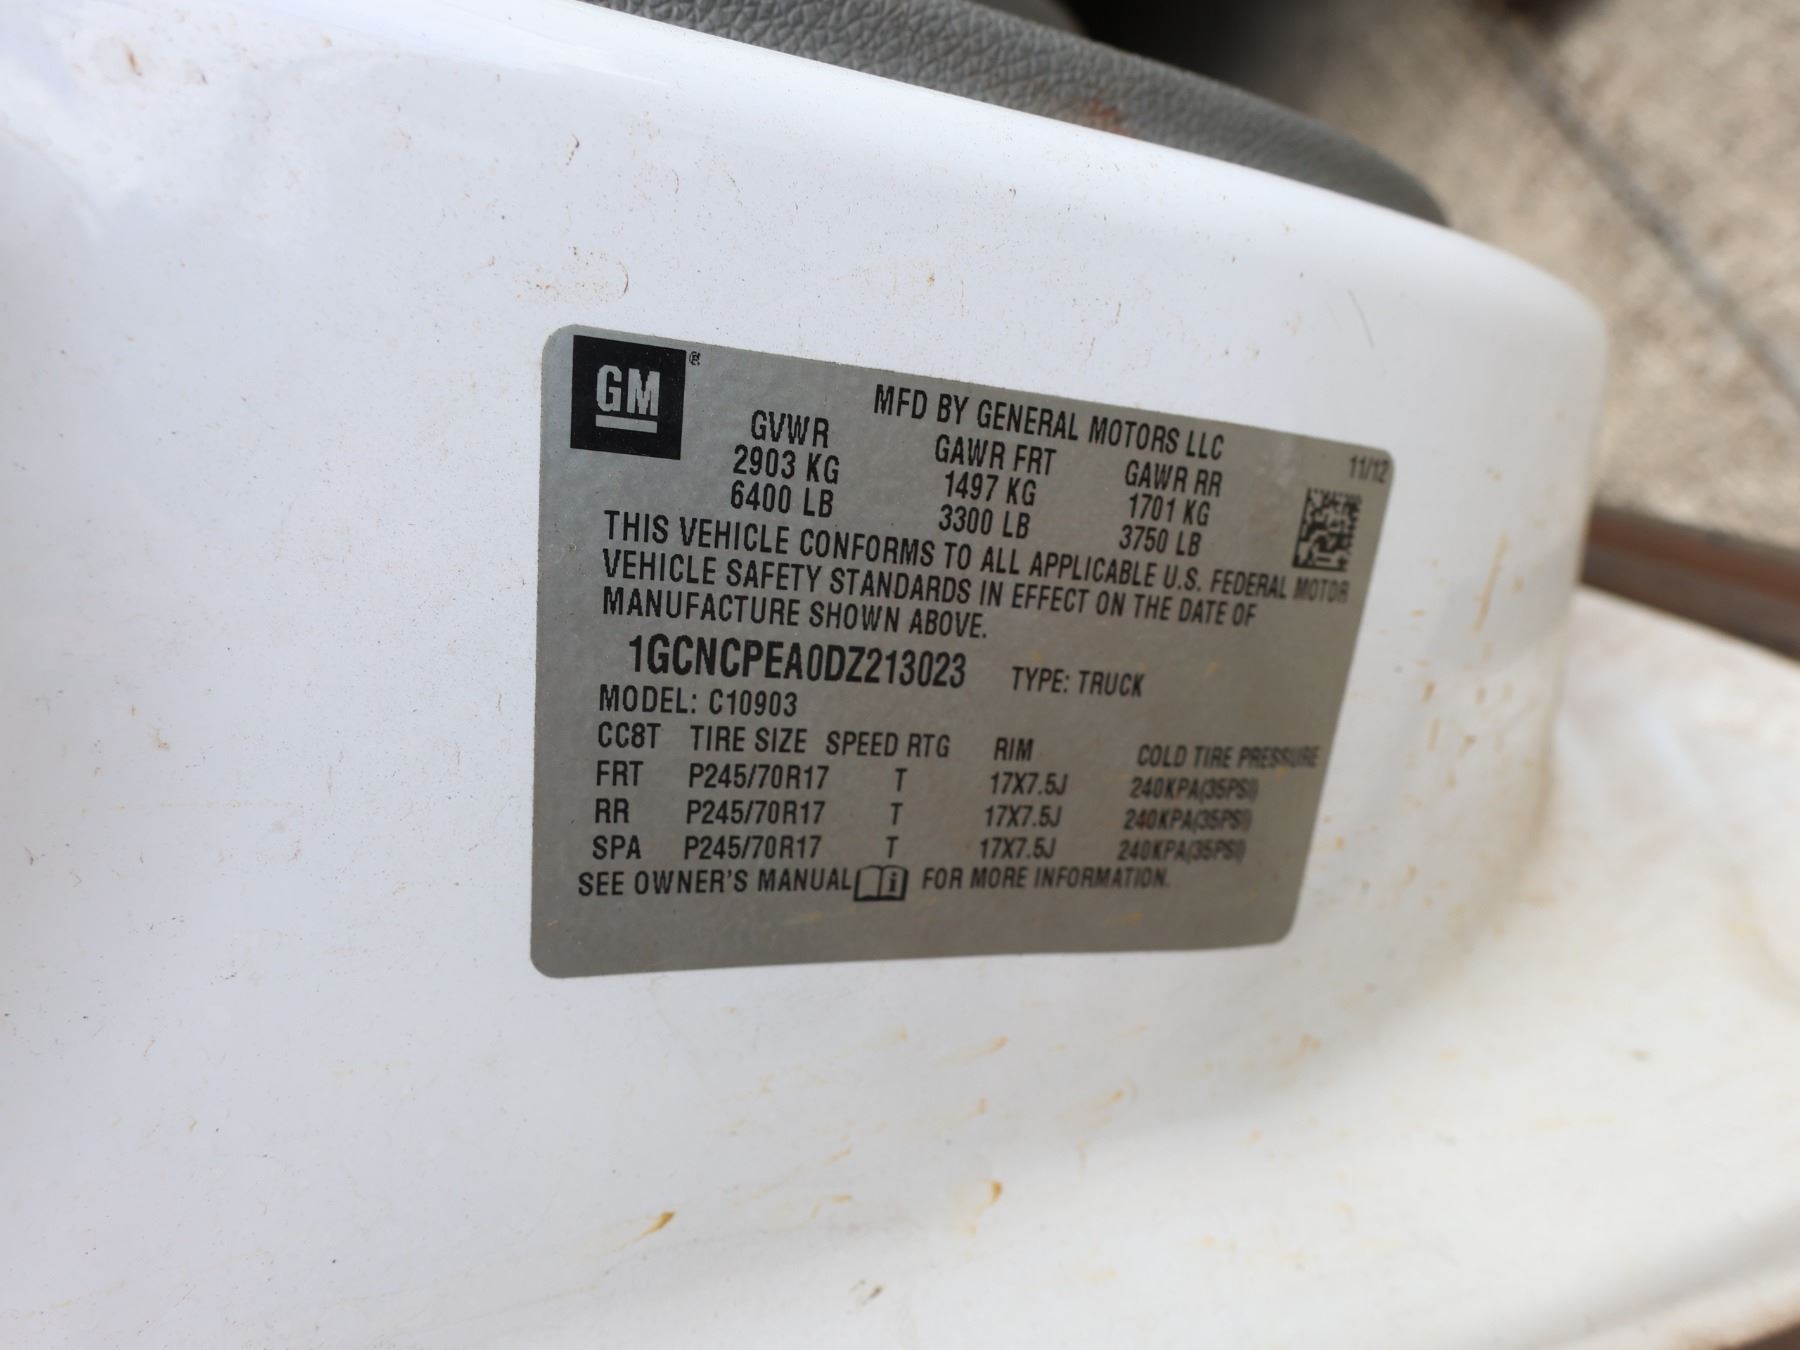 GM ®
MFD BY GENERAL MOTORS LLC
11/12
GVWR GAWR FRT GAWR RR
2903 KG 1497 KG 1701 KG
6400 LB 3300 LB 3750 LB
THIS VEHICLE CONFORMS TO ALL APPLICABLE U.S. FEDERAL MOTOR
VEHICLE SAFETY STANDARDS IN EFFECT ON THE DATE OF
MANUFACTURE SHOWN ABOVE.
1GCNCPEA0DZ213023 TYPE: TRUCK
MODEL: C10903
CC8T TIRE SIZE SPEED RTG RIM COLD TIRE PRESSURE
FRT P245/70R17 T 17X7.5J 240KPA(35PSI)
RR P245/70R17 T 17X7.5J 240KPA(35PSI)
SPA P245/70R17 T 17X7.5J 240KPA(35PSI)
SEE OWNER'S MANUAL i FOR MORE INFORMATION.